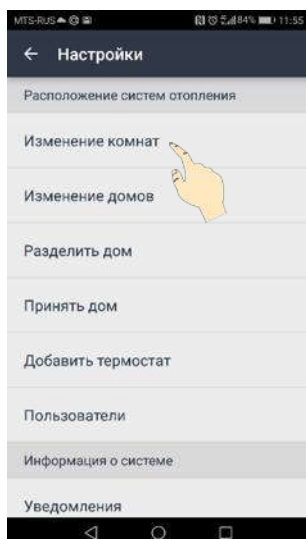 MTS-RUS 84% 11:55
Настройки
Расположение систем отопления
Изменение комнат
Изменение домов
Разделить дом
Принять дом
Добавить термостат
Пользователи
Информация о системе
Уведомления